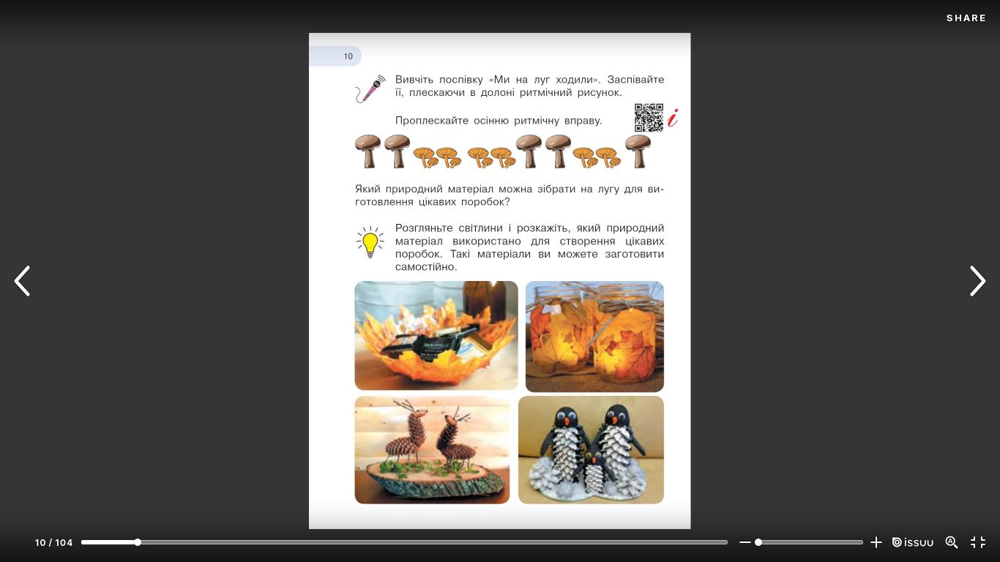 SHARE
10
Вивчіть поспівку «Ми на луг ходили». Заспівайте
її, плескаючи в долоні ритмічний рисунок.
Проплескайте осінню ритмічну вправу.
i
Який природний матеріал можна зібрати на лугу для ви-
готовлення цікавих поробок?
Розгляньте світлини і розкажіть, який природний
матеріал використано для створення цікавих
поробок. Такі матеріали ви можете заготовити
самостійно.
10 / 104
issuu